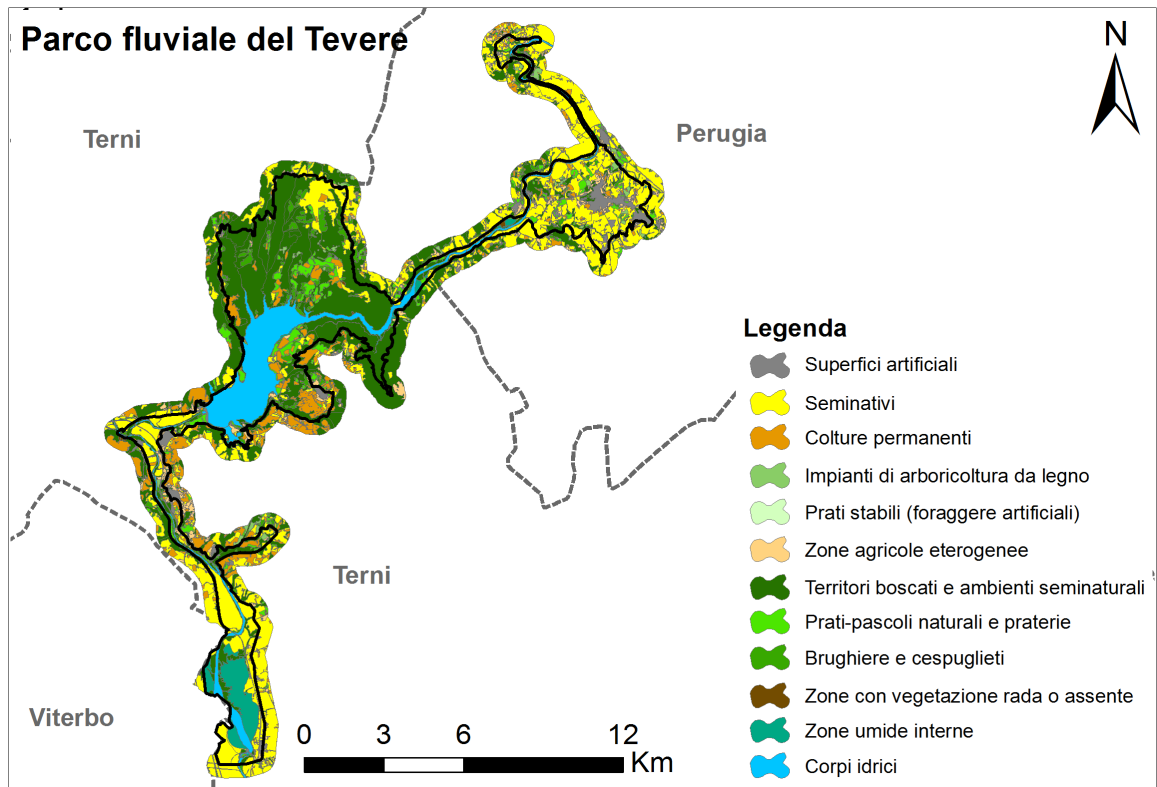 Parco fluviale del Tevere
N
Terni
Perugia
Legenda
Superfici artificiali
Seminativi
Colture permanenti
Impianti di arboricoltura da legno
Prati stabili (foraggere artificiali)
Zone agricole eterogenee
Territori boscati e ambienti seminaturali
Prati-pascoli naturali e praterie
Brughiere e cespuglieti
Zone con vegetazione rada o assente
Zone umide interne
Corpi idrici
Terni
Viterbo
0 3 6 12
Km